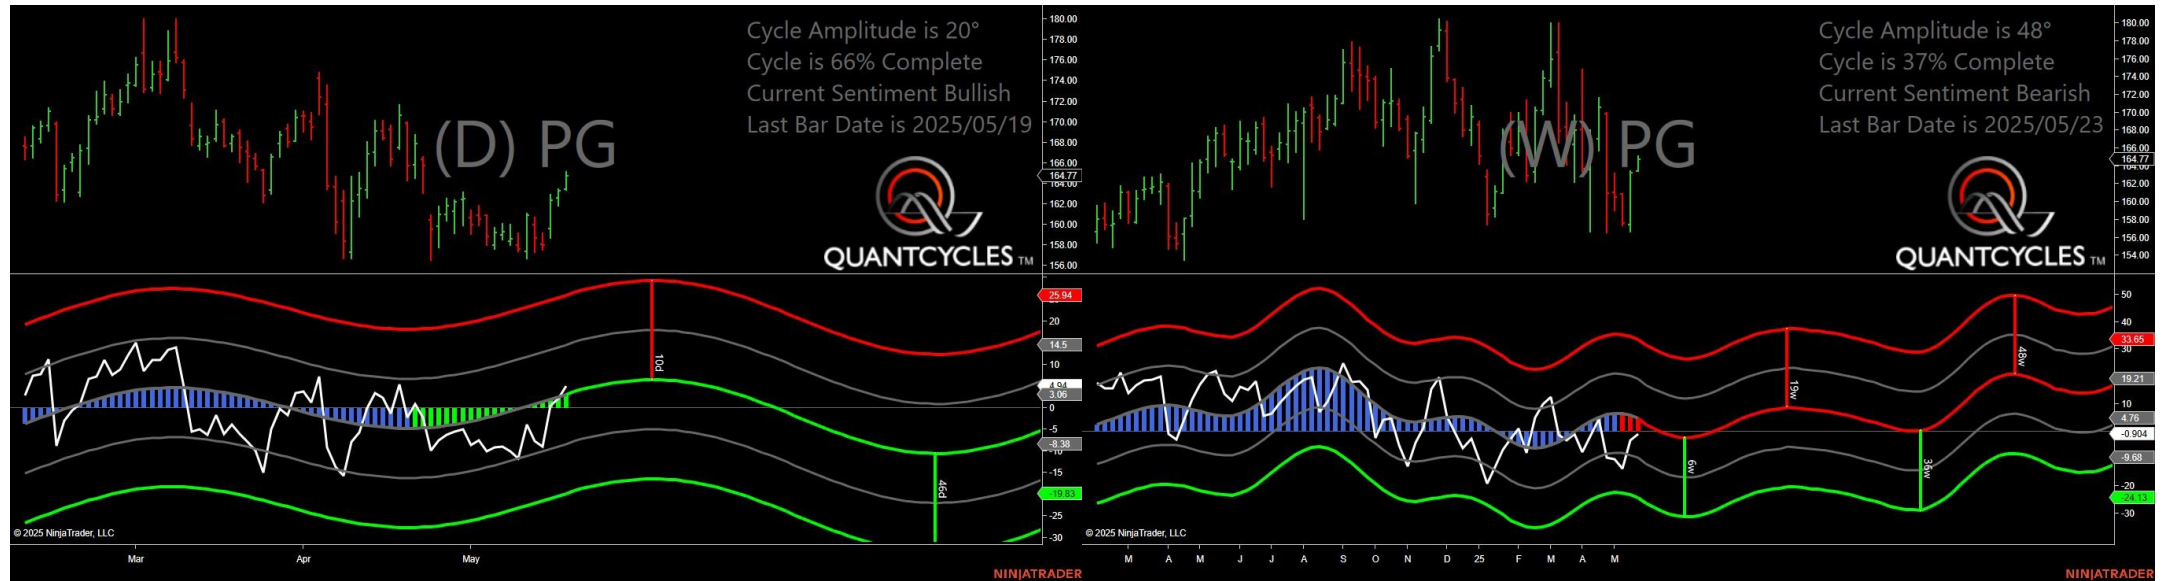 Cycle Amplitude is 20°
Cycle is 66% Complete
Current Sentiment Bullish
Last Bar Date is 2025/05/19
(D) PG
QUANTCYCLES TM
180.00
178.00
176.00
174.00
172.00
170.00
168.00
166.00
164.77
164.00
162.00
160.00
158.00
156.00
25.94
20
14.5
10
4.94
3.06
0
-5
-8.38
-10
-15
-19.83
-25
-30
10d
46d
© 2025 NinjaTrader, LLC
Mar Apr May
NINJATRADER
Cycle Amplitude is 48°
Cycle is 37% Complete
Current Sentiment Bearish
Last Bar Date is 2025/05/23
(W) PG
QUANTCYCLES TM
180.00
178.00
176.00
174.00
172.00
170.00
168.00
166.00
164.77
164.00
162.00
160.00
158.00
156.00
154.00
50
40
33.65
30
19.21
10
4.76
-0.904
-9.68
-20
-24.13
-30
6w
19w
36w
48w
© 2025 NinjaTrader, LLC
M A M J J A S O N D 25 F M A M
NINJATRADER